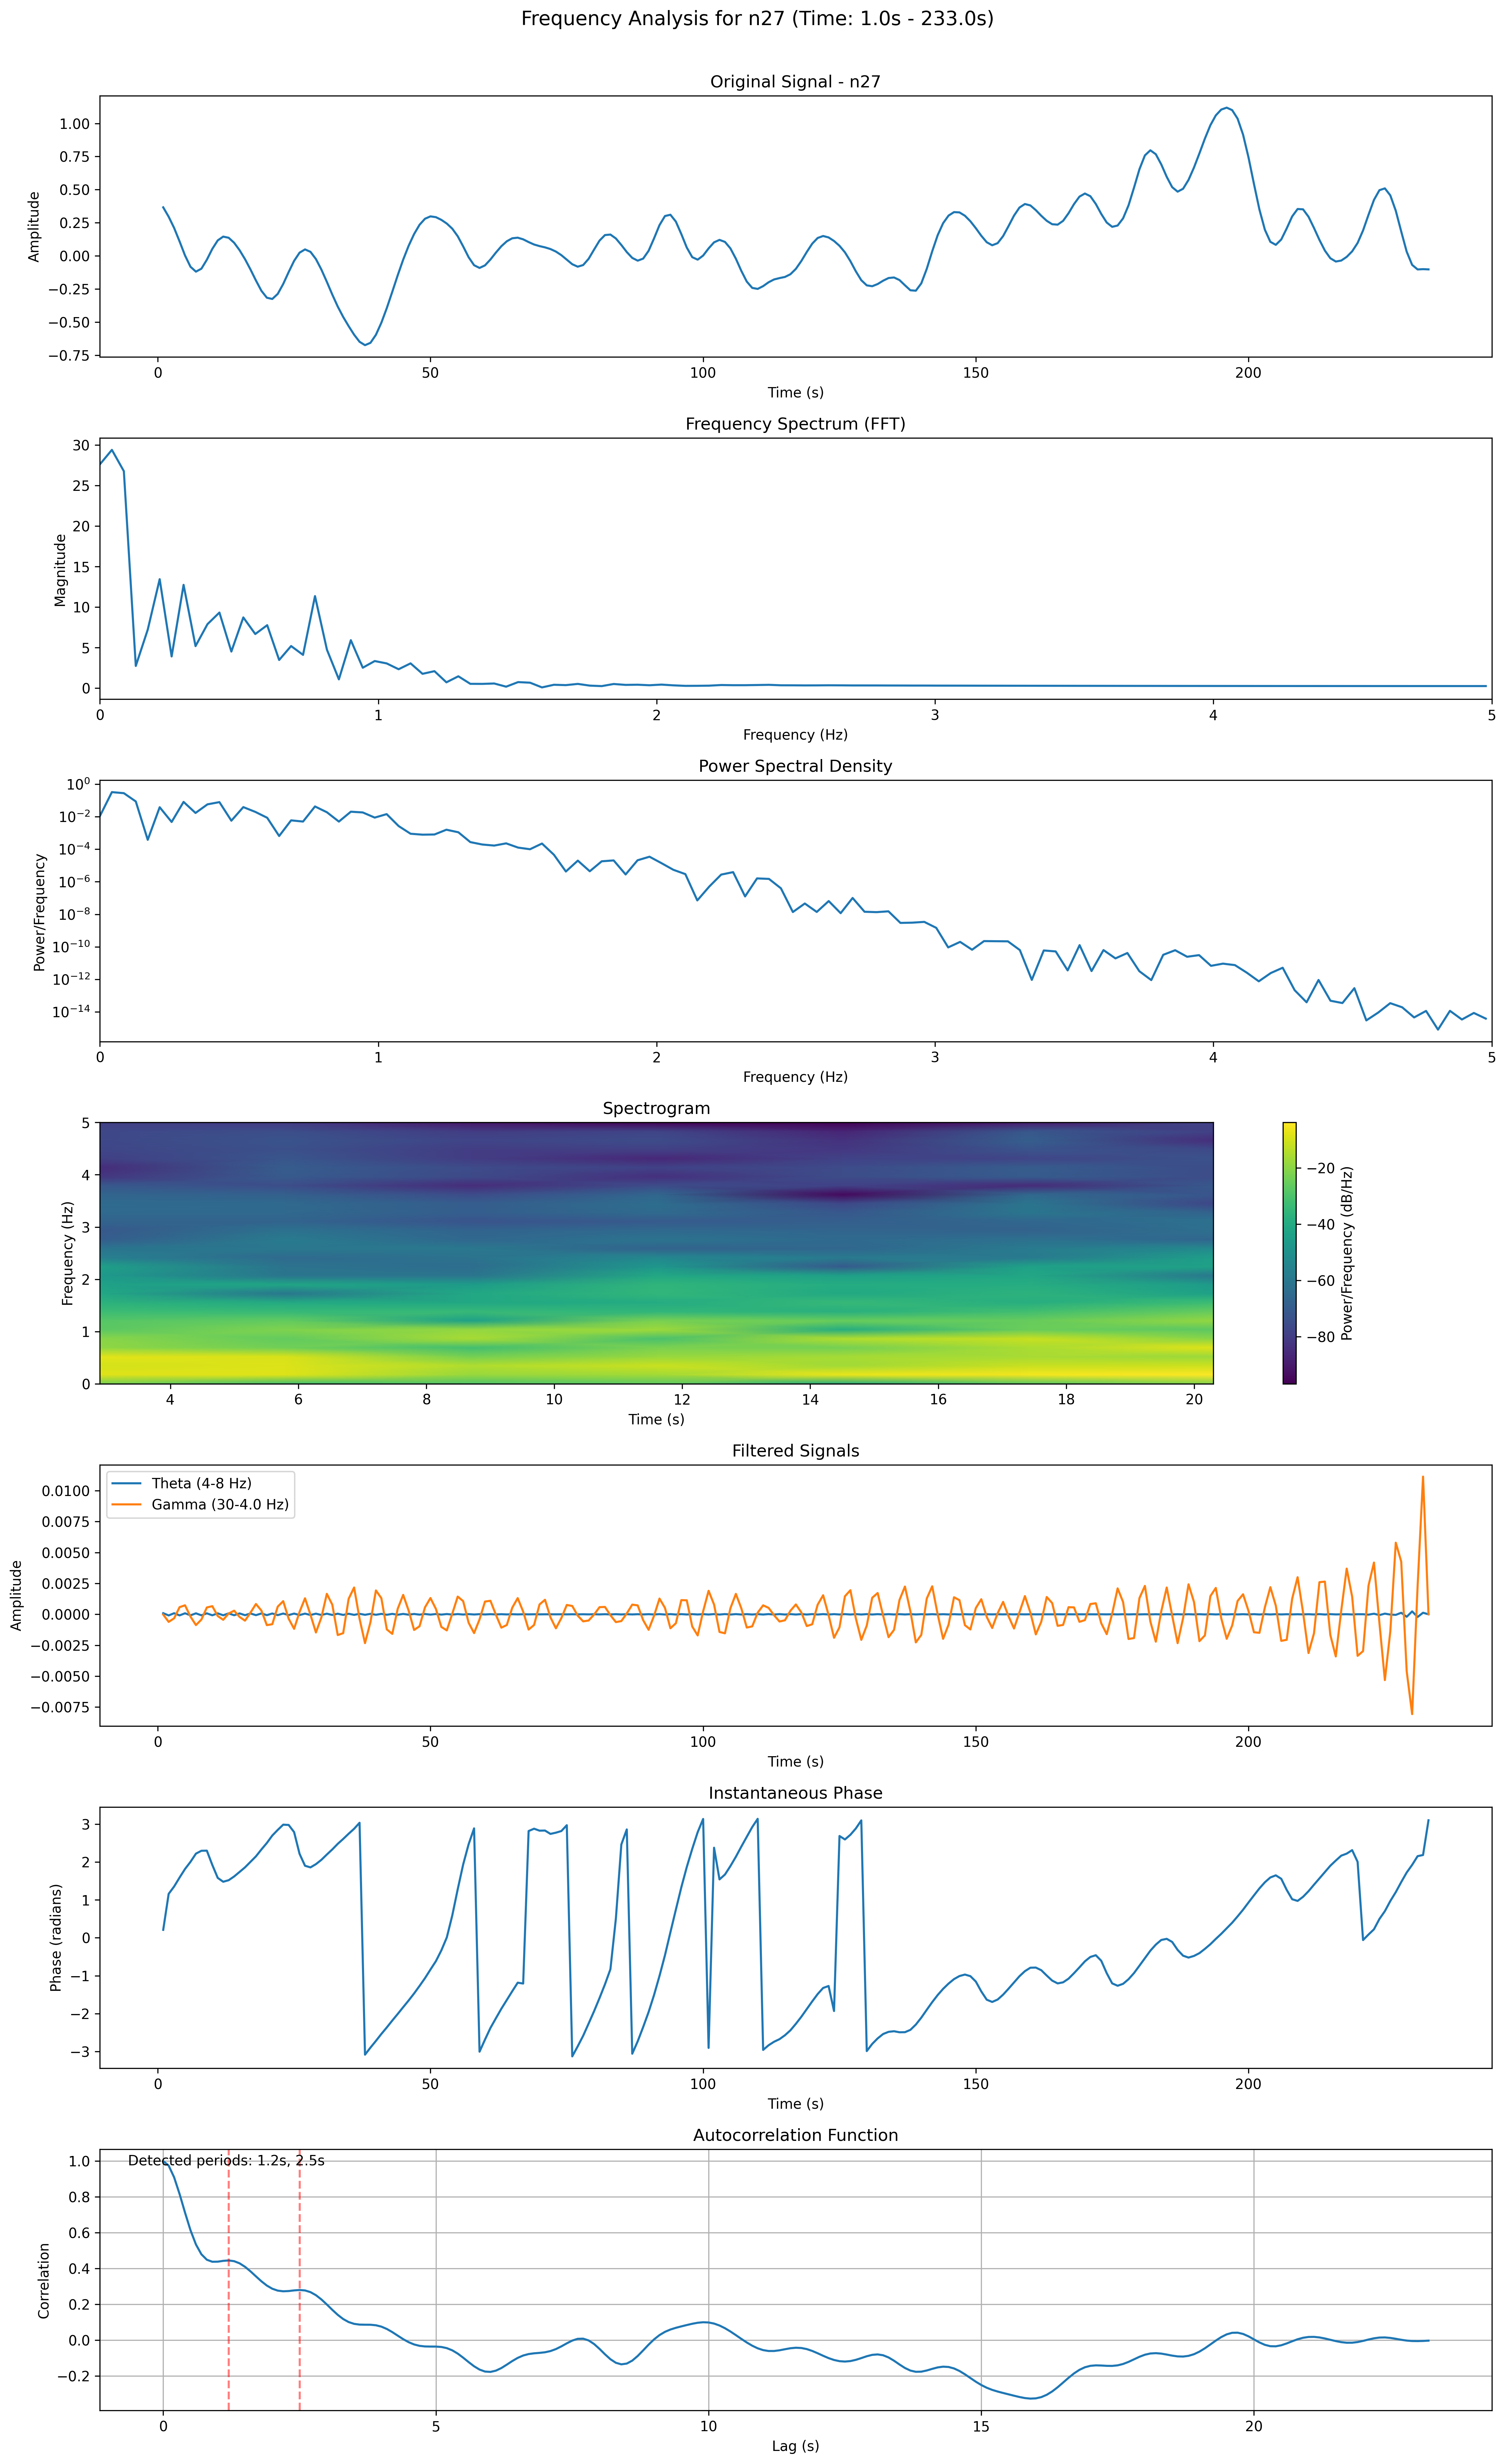 Frequency Analysis for n27 (Time: 1.0s - 233.0s)
Original Signal - n27
Amplitude
1.00
0.75
0.50
0.25
0.00
−0.25
−0.50
−0.75
0 50 100 150 200
Time (s)
Frequency Spectrum (FFT)
Magnitude
30
25
20
15
10
5
0
0 1 2 3 4 5
Frequency (Hz)
Power Spectral Density
Power/Frequency
10⁰
10⁻²
10⁻⁴
10⁻⁶
10⁻⁸
10⁻¹⁰
10⁻¹²
10⁻¹⁴
0 1 2 3 4 5
Frequency (Hz)
Spectrogram
Frequency (Hz)
5
4
3
2
1
0
4 6 8 10 12 14 16 18 20
Time (s)
−20
−40
−60
−80
Power/Frequency (dB/Hz)
Filtered Signals
Theta (4-8 Hz)
Gamma (30-4.0 Hz)
Amplitude
0.0100
0.0075
0.0050
0.0025
0.0000
−0.0025
−0.0050
−0.0075
0 50 100 150 200
Time (s)
Instantaneous Phase
Phase (radians)
3
2
1
0
−1
−2
−3
0 50 100 150 200
Time (s)
Autocorrelation Function
Detected periods: 1.2s, 2.5s
Correlation
1.0
0.8
0.6
0.4
0.2
0.0
−0.2
0 5 10 15 20
Lag (s)